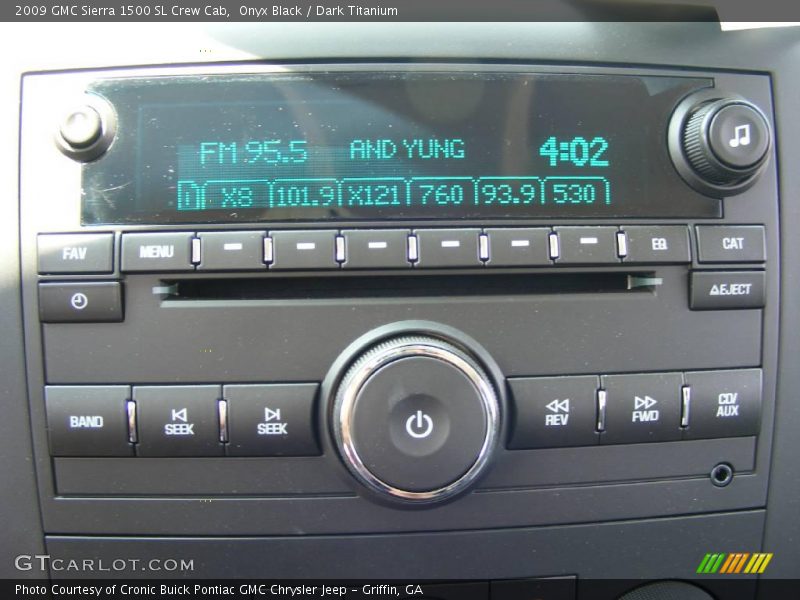 2009 GMC Sierra 1500 SL Crew Cab,  Onyx Black / Dark Titanium
FM 95.5 AND YUNG 4:02
D X8 101.9 X121 760 93.9 530
FAV MENU EQ CAT
EJECT
BAND SEEK SEEK REV FWD CD/AUX
GTCARLOT.COM
Photo Courtesy of Cronic Buick Pontiac GMC Chrysler Jeep - Griffin, GA